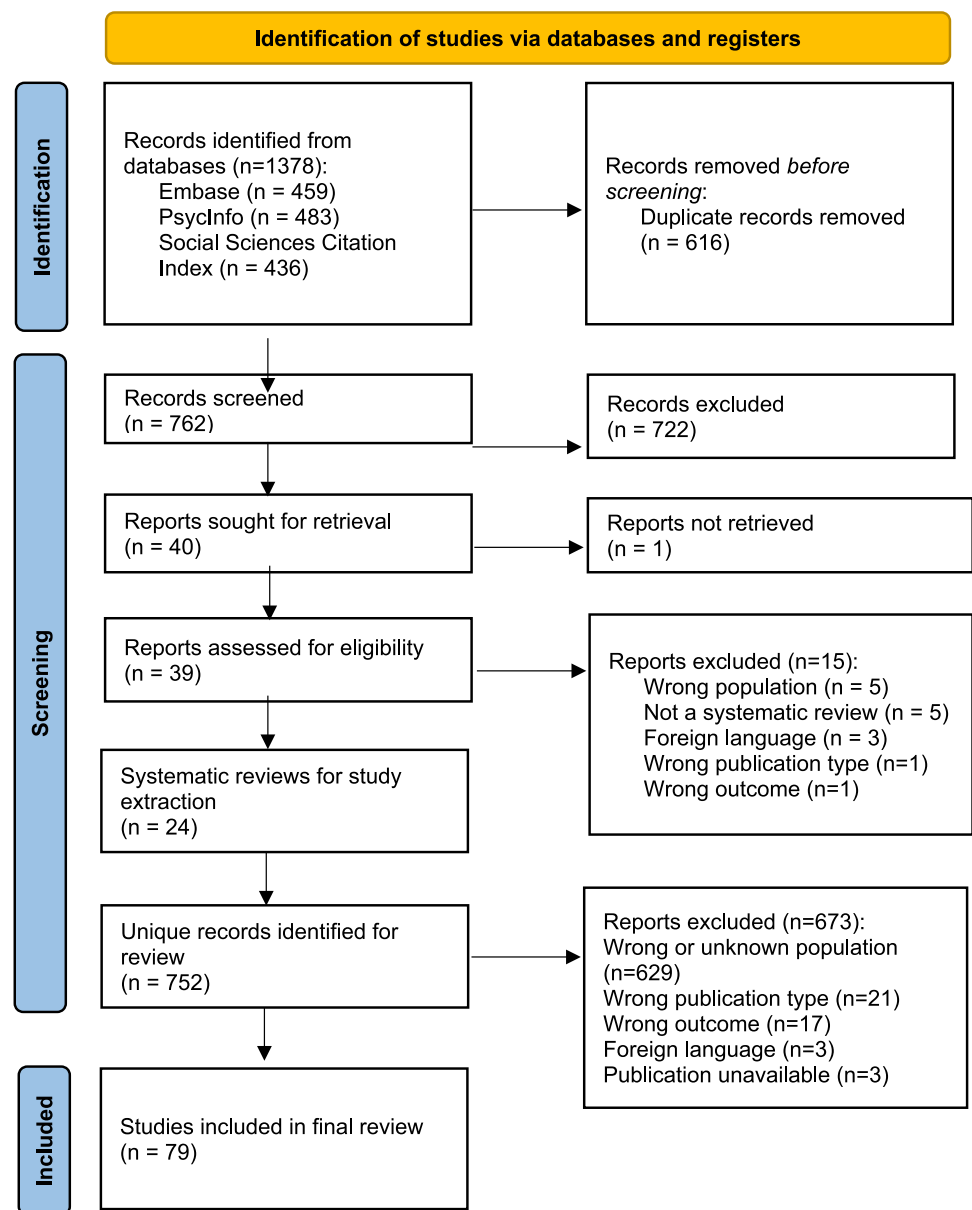 Identification of studies via databases and registers
Identification
Records identified from
databases (n=1378):
Embase (n = 459)
PsycInfo (n = 483)
Social Sciences Citation
Index (n = 436)
Records removed before
screening:
Duplicate records removed
(n = 616)
Screening
Records screened
(n = 762)
Records excluded
(n = 722)
Reports sought for retrieval
(n = 40)
Reports not retrieved
(n = 1)
Reports assessed for eligibility
(n = 39)
Reports excluded (n=15):
Wrong population (n = 5)
Not a systematic review (n = 5)
Foreign language (n = 3)
Wrong publication type (n=1)
Wrong outcome (n=1)
Systematic reviews for study
extraction
(n = 24)
Unique records identified for
review
(n = 752)
Reports excluded (n=673):
Wrong or unknown population
(n=629)
Wrong publication type (n=21)
Wrong outcome (n=17)
Foreign language (n=3)
Publication unavailable (n=3)
Included
Studies included in final review
(n = 79)